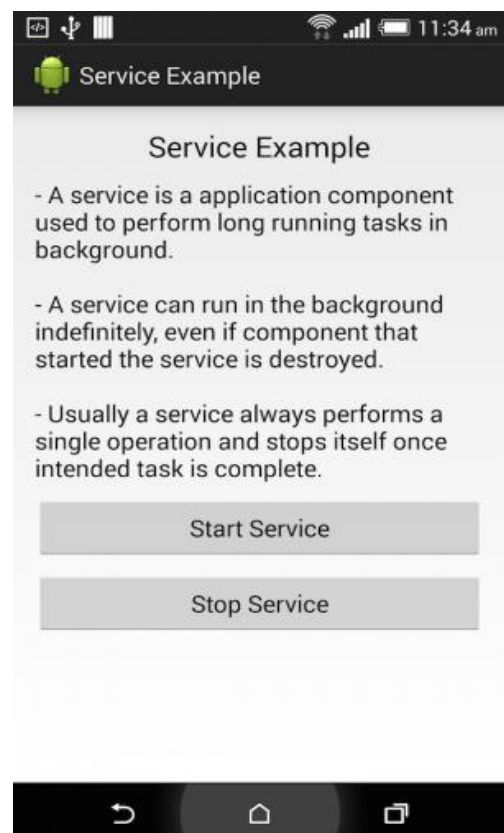 11:34 am
Service Example
Service Example
- A service is a application component
used to perform long running tasks in
background.
- A service can run in the background
indefinitely, even if component that
started the service is destroyed.
- Usually a service always performs a
single operation and stops itself once
intended task is complete.
Start Service
Stop Service